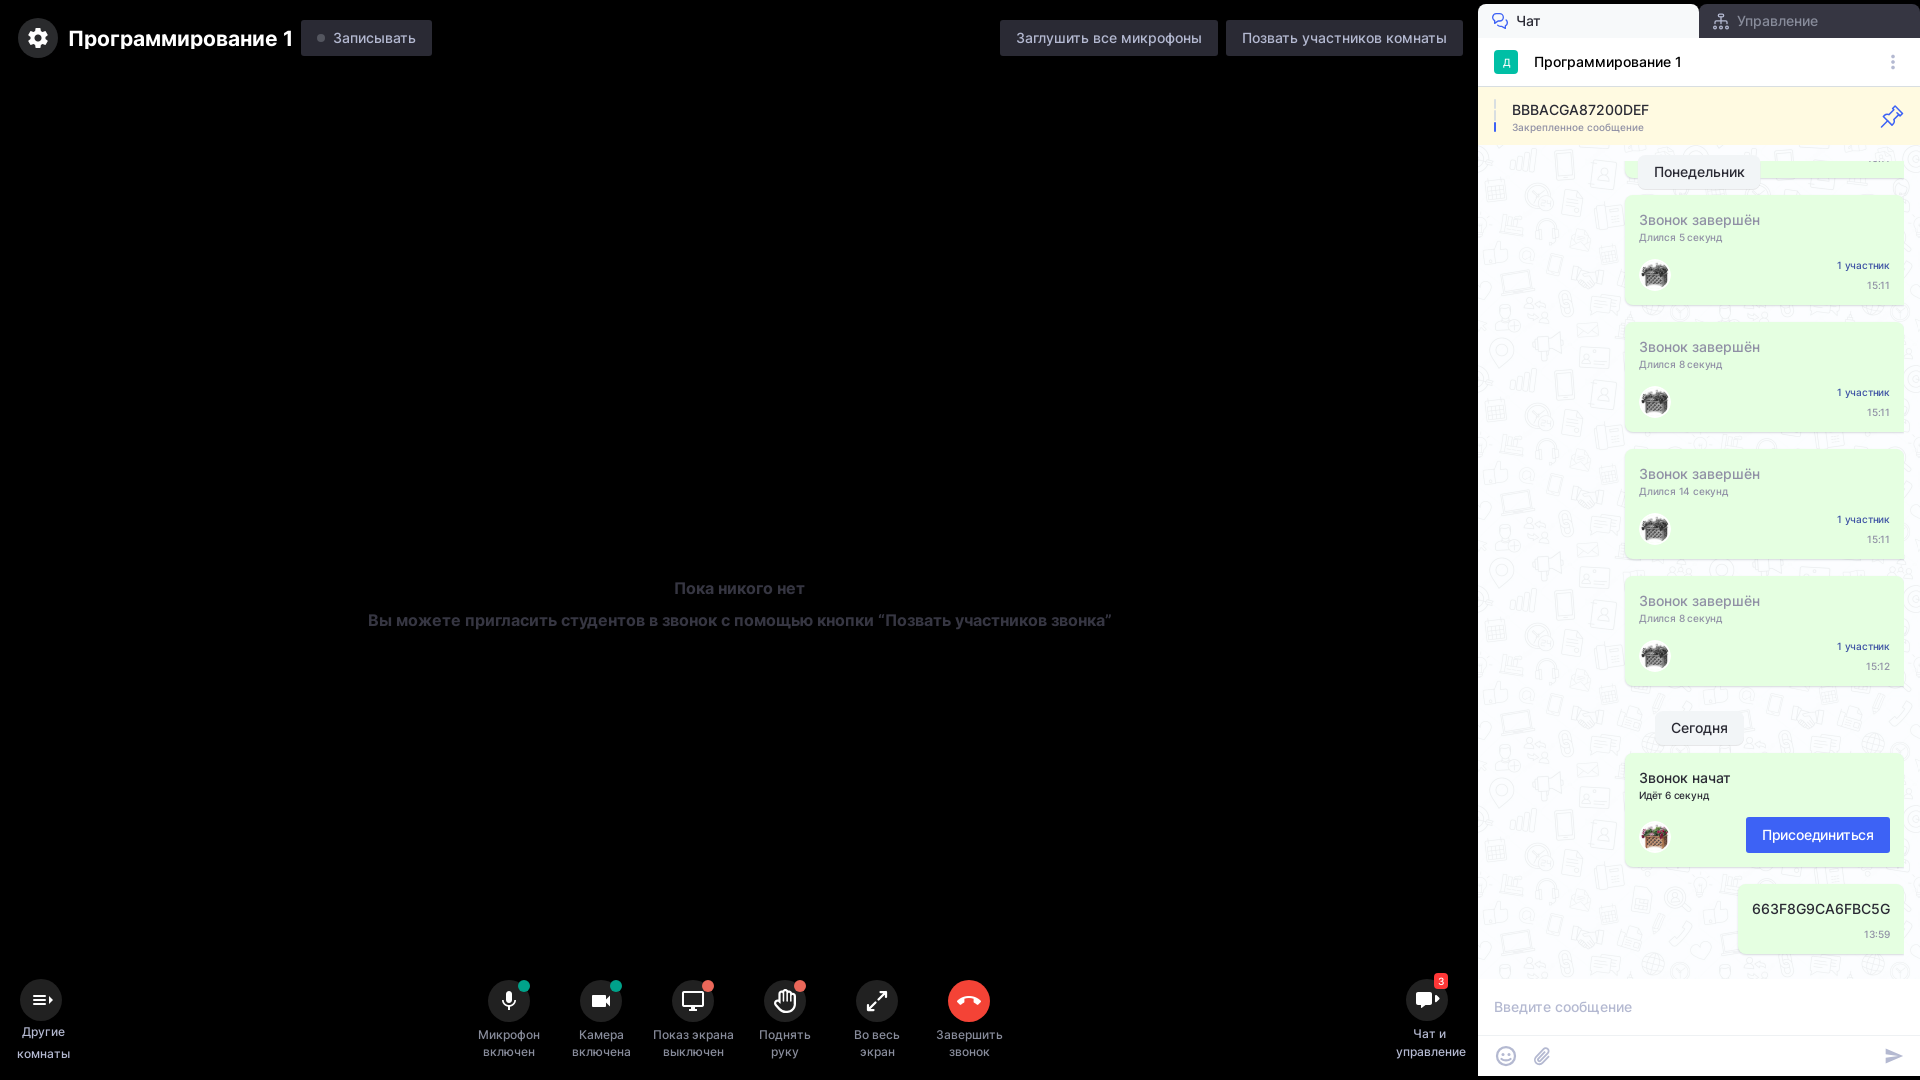 Программирование 1
Записывать
Заглушить все микрофоны
Позвать участников комнаты
Пока никого нет
Вы можете пригласить студентов в звонок с помощью кнопки “Позвать участников звонка”
Другие
комнаты
Микрофон
включен
Камера
включена
Показ экрана
выключен
Поднять
руку
Во весь
экран
Завершить
звонок
3
Чат и
управление
Чат
Управление
Д
Программирование 1
BBBACGA87200DEF
Закрепленное сообщение
Понедельник
Звонок завершён
Длился 5 секунд
1 участник
15:11
Звонок завершён
Длился 8 секунд
1 участник
15:11
Звонок завершён
Длился 14 секунд
1 участник
15:11
Звонок завершён
Длился 8 секунд
1 участник
15:12
Сегодня
Звонок начат
Идёт 6 секунд
Присоединиться
663F8G9CA6FBC5G
13:59
Введите сообщение